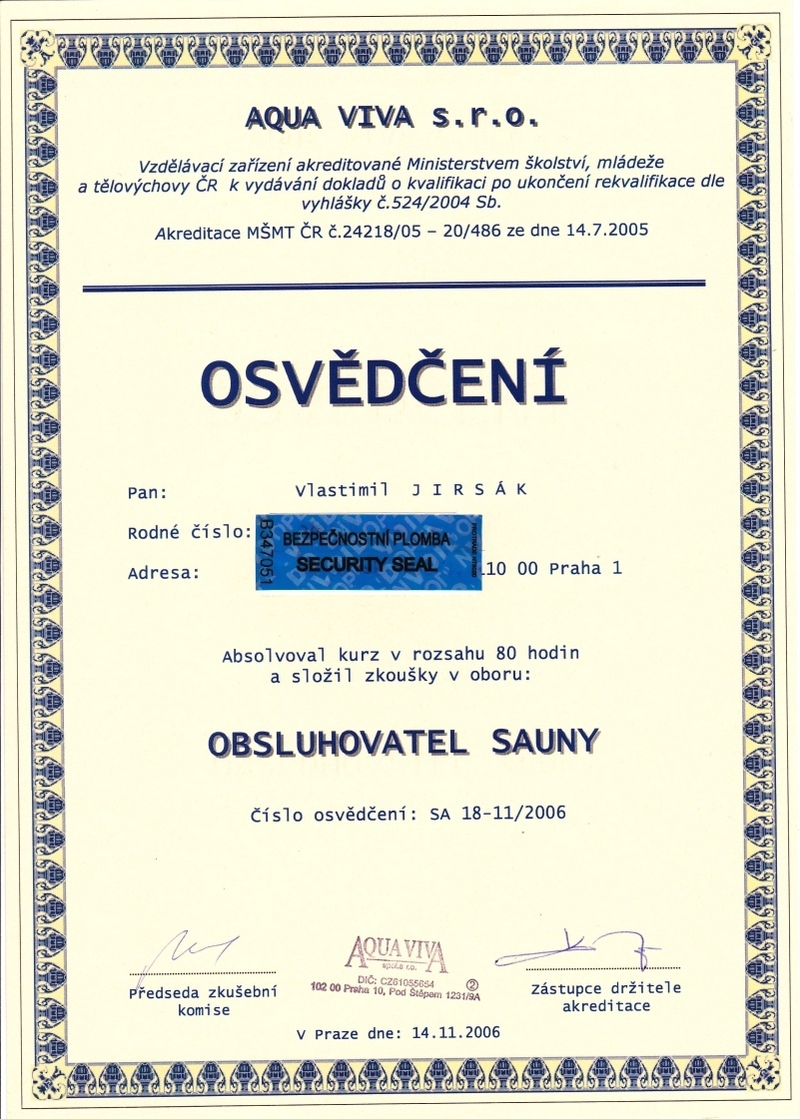 AQUA VIVA s.r.o.
Vzdělávací zařízení akreditované Ministerstvem školství, mládeže
a tělovýchovy ČR k vydávání dokladů o kvalifikaci po ukončení rekvalifikace dle
vyhlášky č.524/2004 Sb.
Akreditace MŠMT ČR č.24218/05 – 20/486 ze dne 14.7.2005
OSVĚDČENÍ
Pan: Vlastimil J I R S Á K
Rodné číslo:
B347051
BEZPEČNOSTNÍ PLOMBA
SECURITY SEAL
Adresa: 110 00 Praha 1
Absolvoval kurz v rozsahu 80 hodin
a složil zkoušky v oboru:
OBSLUHOVATEL SAUNY
Číslo osvědčení: SA 18-11/2006
AQUA VIVA
spol.s r.o.
DIČ: CZ61055654 2
102 00 Praha 10, Pod Štěpem 1231/9A
Předseda zkušební
komise
Zástupce držitele
akreditace
V Praze dne: 14.11.2006